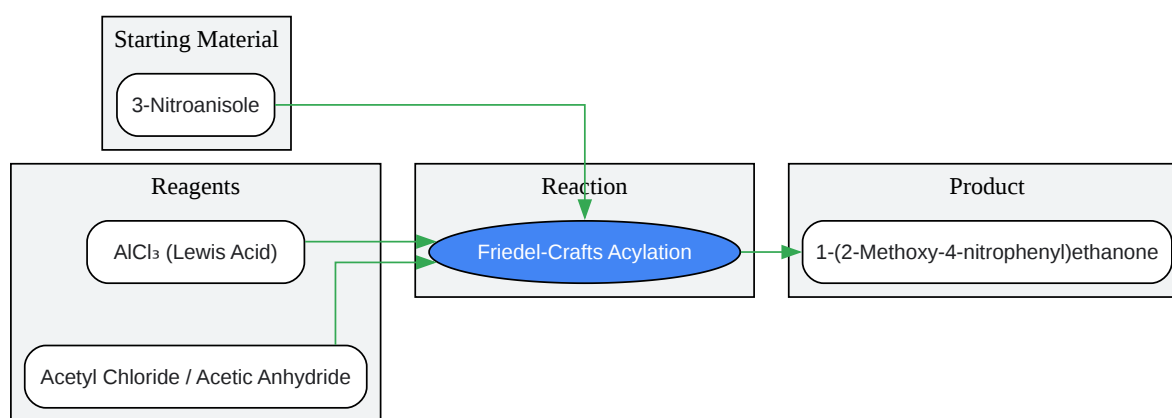 Starting Material
3-Nitroanisole
Reagents
AlCl₃ (Lewis Acid)
Acetyl Chloride / Acetic Anhydride
Reaction
Friedel-Crafts Acylation
Product
1-(2-Methoxy-4-nitrophenyl)ethanone